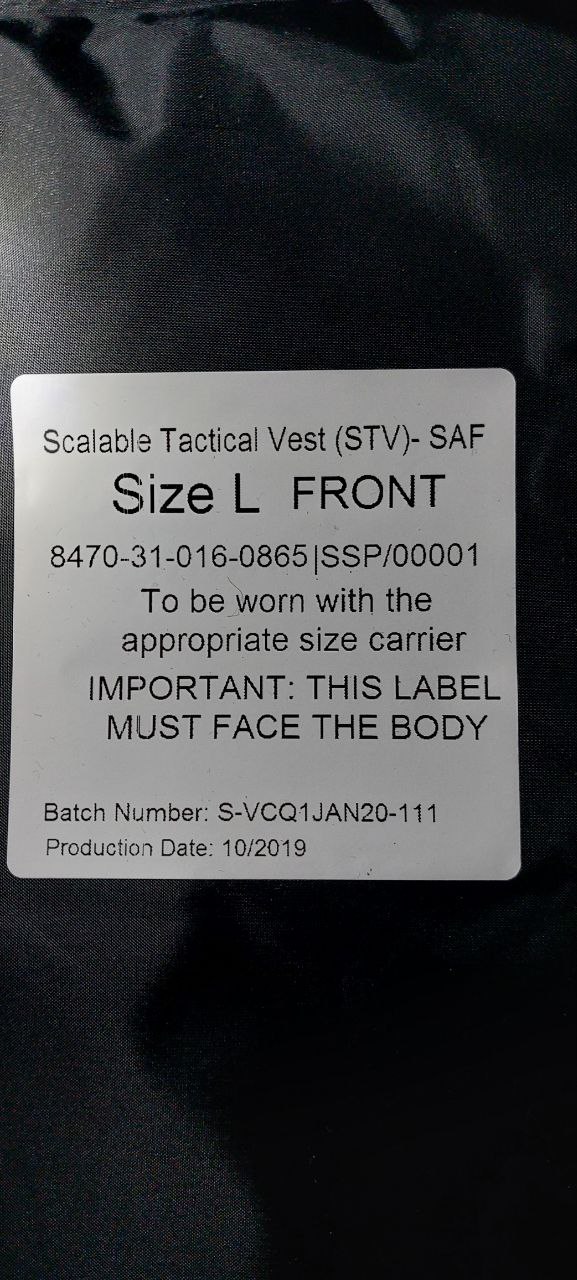 Scalable Tactical Vest (STV)- SAF
Size L FRONT
8470-31-016-0865|SSP/00001
To be worn with the
appropriate size carrier
IMPORTANT: THIS LABEL
MUST FACE THE BODY
Batch Number: S-VCQ1JAN20-111
Production Date: 10/2019